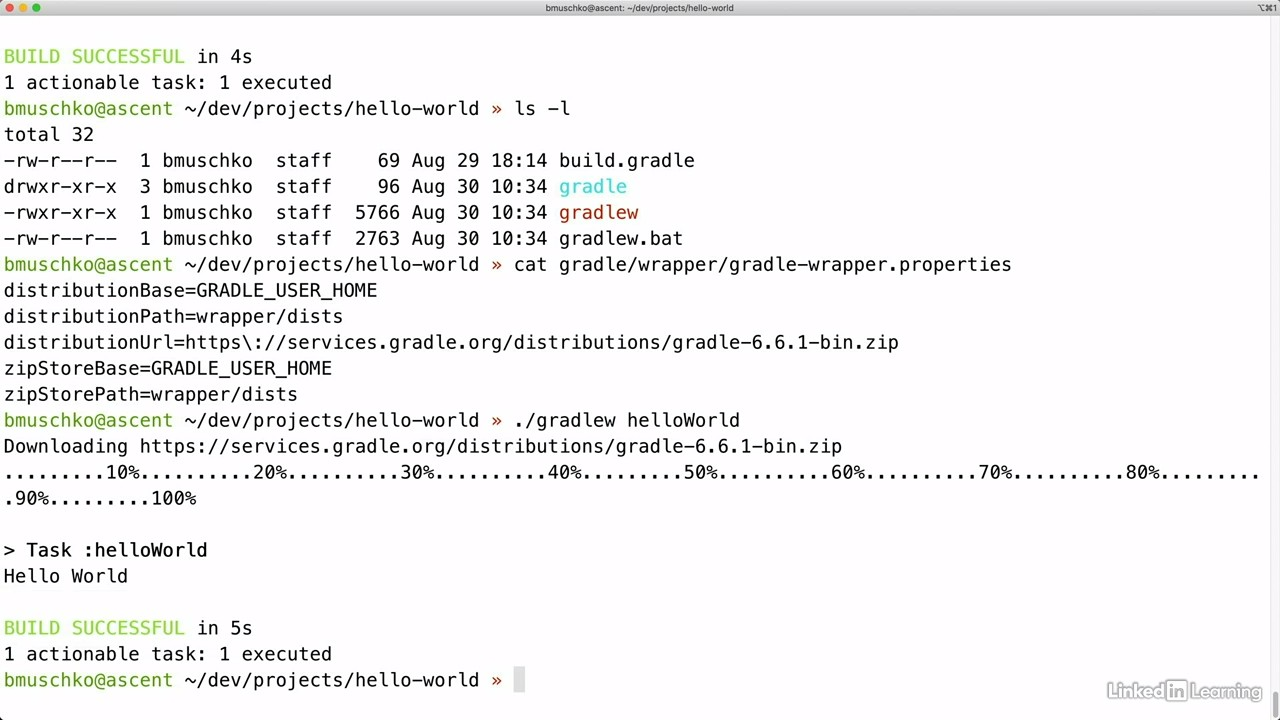 bmuschko@ascent: ~/dev/projects/hello-world
⌥⌘1
BUILD SUCCESSFUL in 4s
1 actionable task: 1 executed
bmuschko@ascent ~/dev/projects/hello-world » ls -l
total 32
-rw-r--r--  1 bmuschko  staff    69 Aug 29 18:14 build.gradle
drwxr-xr-x  3 bmuschko  staff    96 Aug 30 10:34 gradle
-rwxr-xr-x  1 bmuschko  staff  5766 Aug 30 10:34 gradlew
-rw-r--r--  1 bmuschko  staff  2763 Aug 30 10:34 gradlew.bat
bmuschko@ascent ~/dev/projects/hello-world » cat gradle/wrapper/gradle-wrapper.properties
distributionBase=GRADLE_USER_HOME
distributionPath=wrapper/dists
distributionUrl=https\://services.gradle.org/distributions/gradle-6.6.1-bin.zip
zipStoreBase=GRADLE_USER_HOME
zipStorePath=wrapper/dists
bmuschko@ascent ~/dev/projects/hello-world » ./gradlew helloWorld
Downloading https://services.gradle.org/distributions/gradle-6.6.1-bin.zip
.........10%..........20%..........30%..........40%.........50%..........60%..........70%..........80%.........
.90%.........100%
> Task :helloWorld
Hello World
BUILD SUCCESSFUL in 5s
1 actionable task: 1 executed
bmuschko@ascent ~/dev/projects/hello-world »
LinkedIn Learning